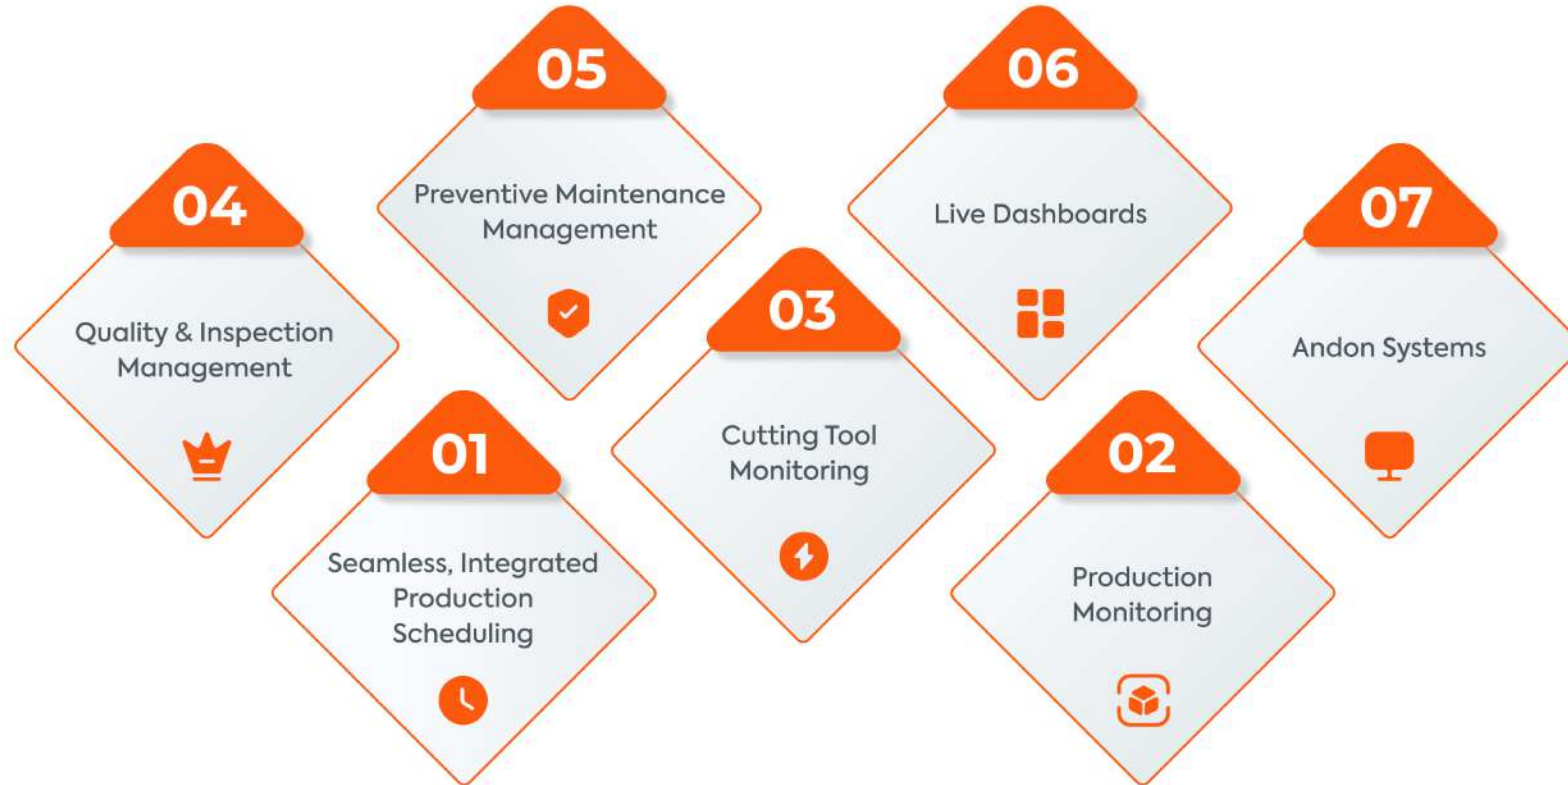 05
Preventive Maintenance
Management
06
Live Dashboards
04
Quality & Inspection
Management
07
Andon Systems
03
Cutting Tool
Monitoring
01
Seamless, Integrated
Production
Scheduling
02
Production
Monitoring